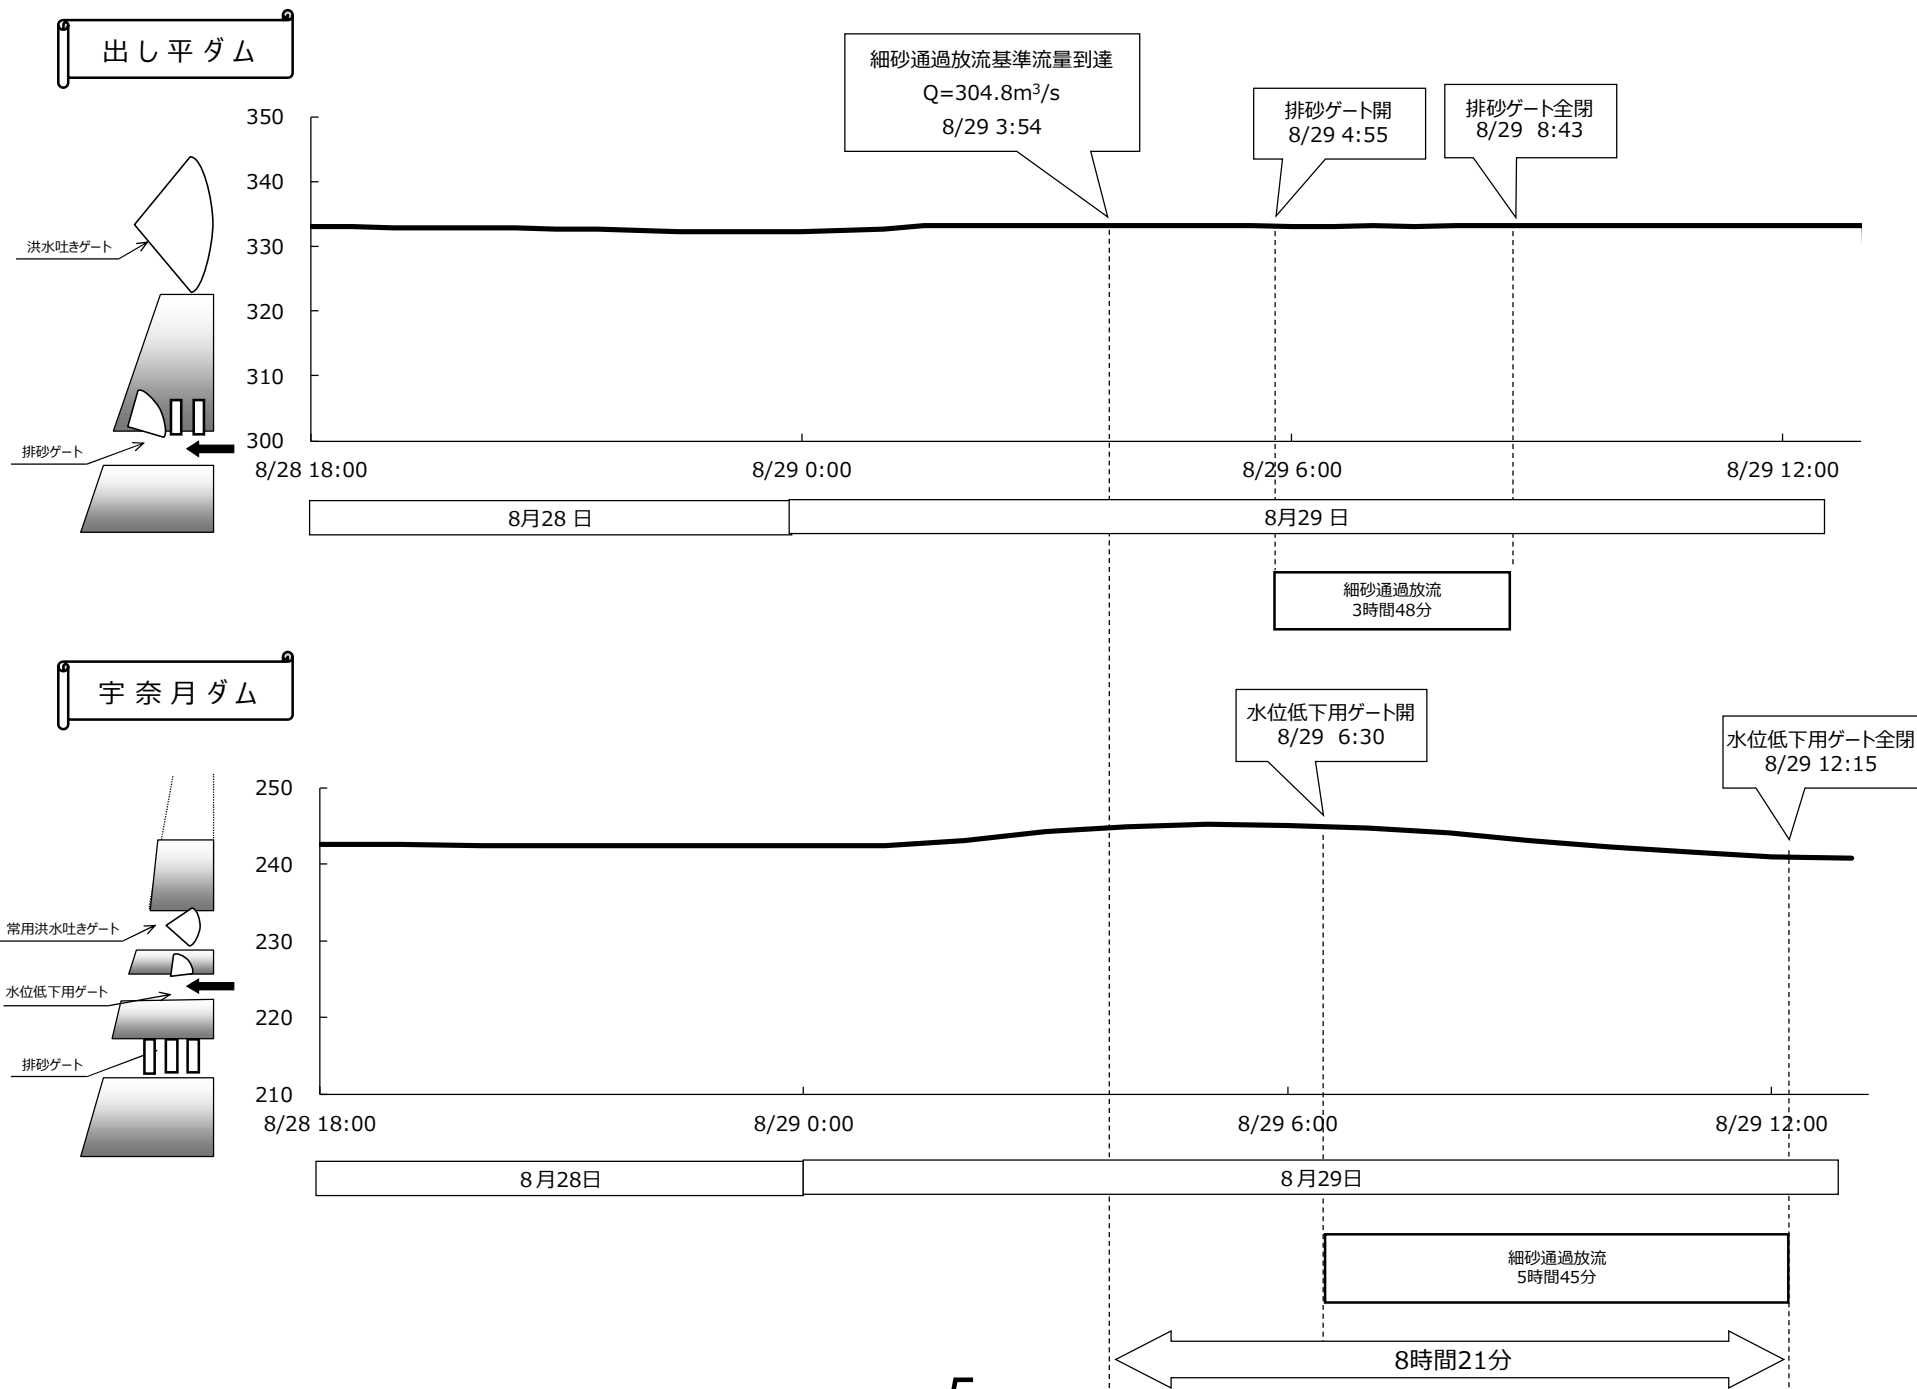 出し平ダム
細砂通過放流基準流量到達
Q=304.8m³/s
8/29 3:54
排砂ゲート開
8/29 4:55
排砂ゲート全閉
8/29 8:43
350
340
330
320
310
300
洪水吐きゲート
排砂ゲート
8/28 18:00
8/29 0:00
8/29 6:00
8/29 12:00
8月28 日
8月29 日
細砂通過放流
3時間48分
宇奈月ダム
水位低下用ゲート開
8/29 6:30
水位低下用ゲート全閉
8/29 12:15
250
240
230
220
210
常用洪水吐きゲート
水位低下用ゲート
排砂ゲート
8/28 18:00
8/29 0:00
8/29 6:00
8/29 12:00
8月28日
8月29日
細砂通過放流
5時間45分
8時間21分